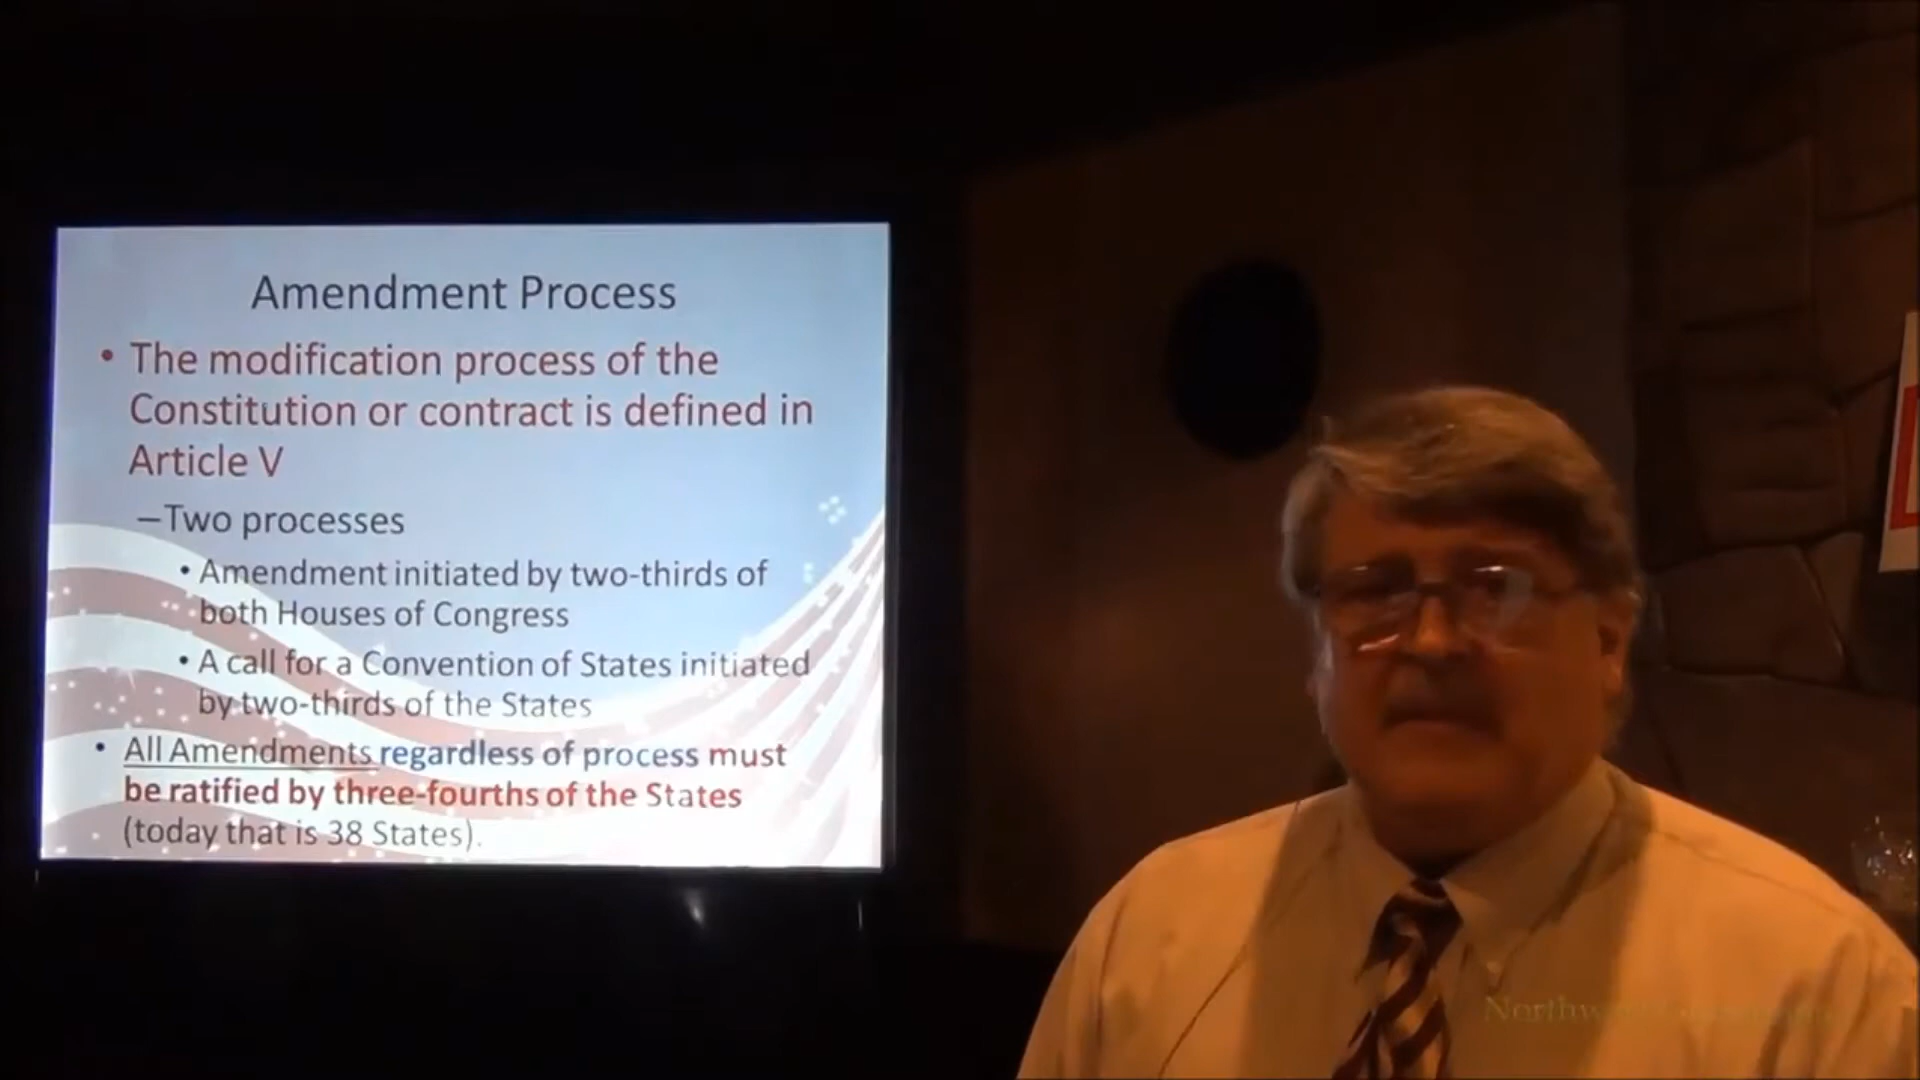 Amendment Process
• The modification process of the
Constitution or contract is defined in
Article V
–Two processes
• Amendment initiated by two-thirds of
both Houses of Congress
• A call for a Convention of States initiated
by two-thirds of the States
• All Amendments regardless of process must
be ratified by three-fourths of the States
(today that is 38 States).